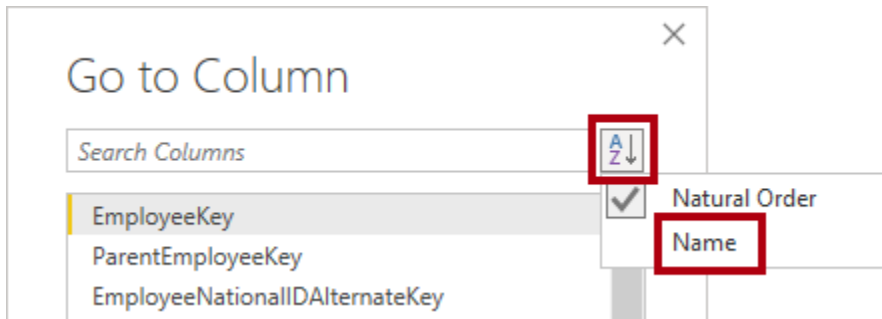 Go to Column
Search Columns
A
Z
Natural Order
Name
EmployeeKey
ParentEmployeeKey
EmployeeNationalIDAlternateKey